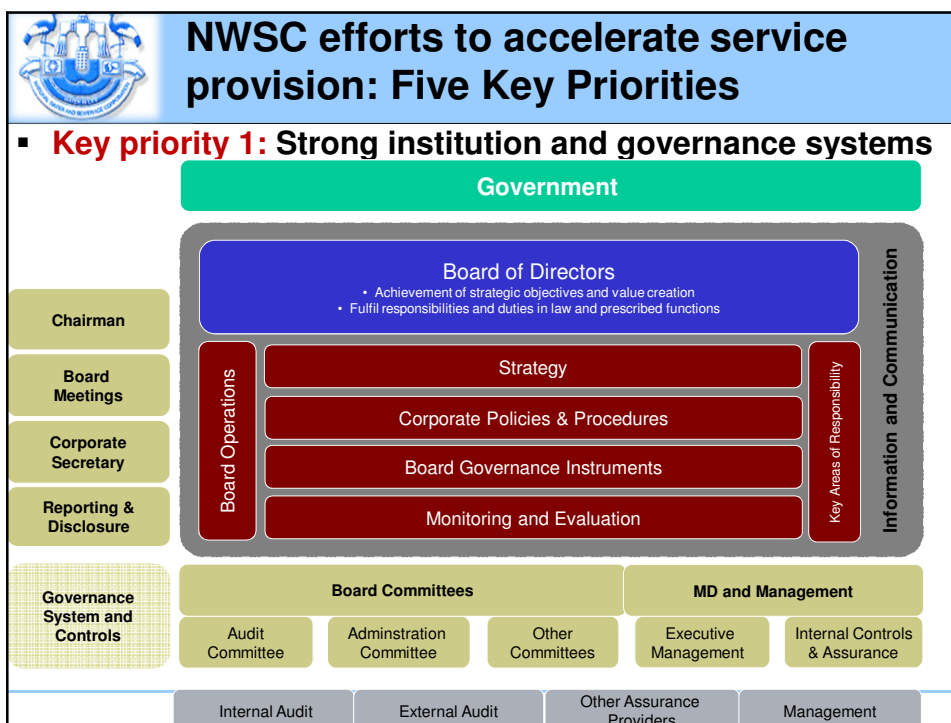 NWSC efforts to accelerate service
provision: Five Key Priorities
▪ Key priority 1: Strong institution and governance systems
Government
Board of Directors
• Achievement of strategic objectives and value creation
• Fulfil responsibilities and duties in law and prescribed functions
Chairman
Board
Meetings
Corporate
Secretary
Reporting &
Disclosure
Board Operations
Strategy
Corporate Policies & Procedures
Board Governance Instruments
Monitoring and Evaluation
Key Areas of Responsibility
Information and Communication
Governance
System and
Controls
Board Committees
MD and Management
Audit
Committee
Adminstration
Committee
Other
Committees
Executive
Management
Internal Controls
& Assurance
Internal Audit
External Audit
Other Assurance
Providers
Management